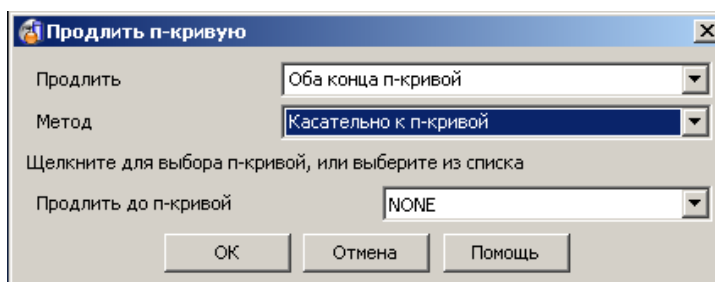 Продлить п-кривую
Продлить Оба конца п-кривой
Метод Касательно к п-кривой
Щелкните для выбора п-кривой, или выберите из списка
Продлить до п-кривой NONE
ОК Отмена Помощь